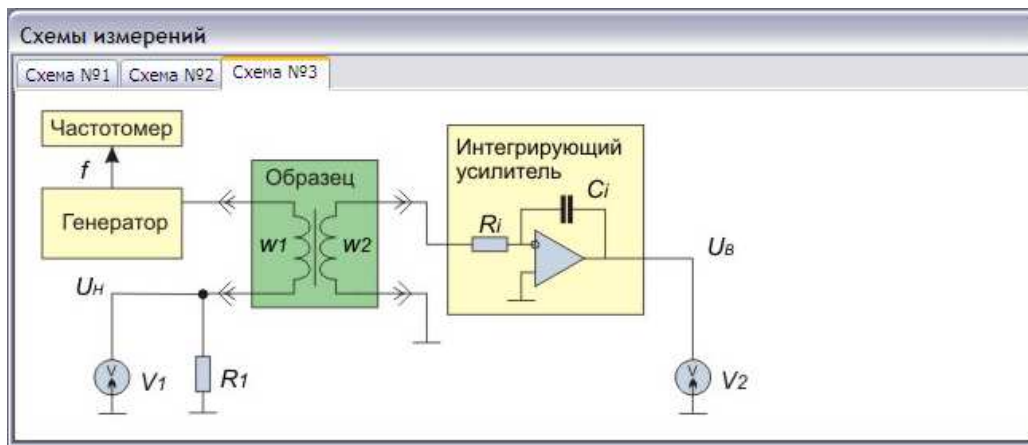 Схемы измерений
Схема №1 Схема №2 Схема №3
Частотомер
f
Генератор
Образец
w1 w2
Интегрирующий
усилитель
Ci
Ri
UН
UВ
V V1
R1
V V2